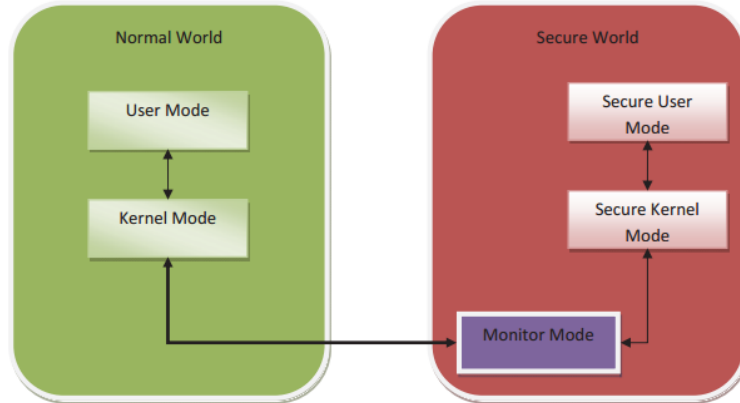 Normal World
User Mode
Kernel Mode
Secure World
Secure User
Mode
Secure Kernel
Mode
Monitor Mode